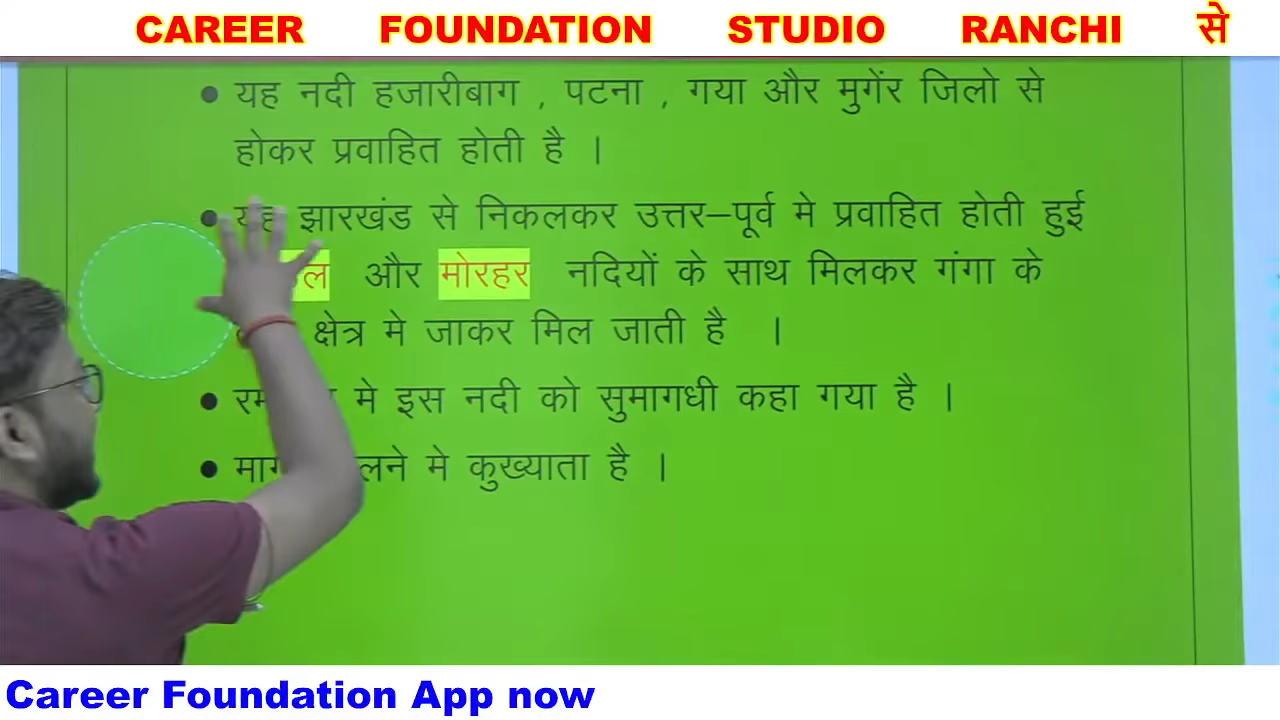 CAREER FOUNDATION STUDIO RANCHI से
• यह नदी हजारीबाग , पटना , गया और मुगेंर जिलो से
होकर प्रवाहित होती है ।
• यह झारखंड से निकलकर उत्तर–पूर्व मे प्रवाहित होती हुई
और मोरहर नदियों के साथ मिलकर गंगा के
क्षेत्र मे जाकर मिल जाती है ।
• मे इस नदी को सुमागधी कहा गया है ।
• मे कुख्याता है ।
Career Foundation App now